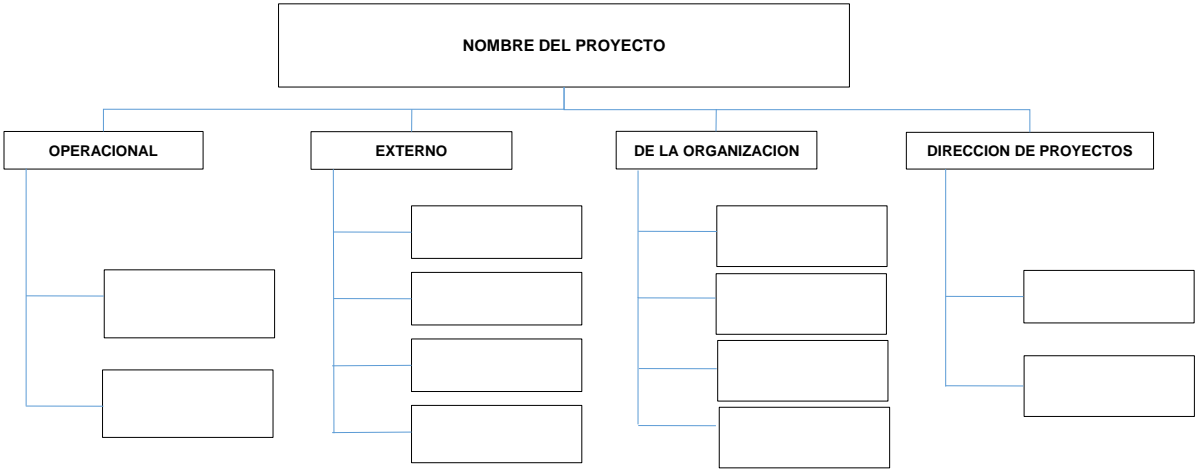 NOMBRE DEL PROYECTO
OPERACIONAL
EXTERNO
DE LA ORGANIZACION
DIRECCION DE PROYECTOS